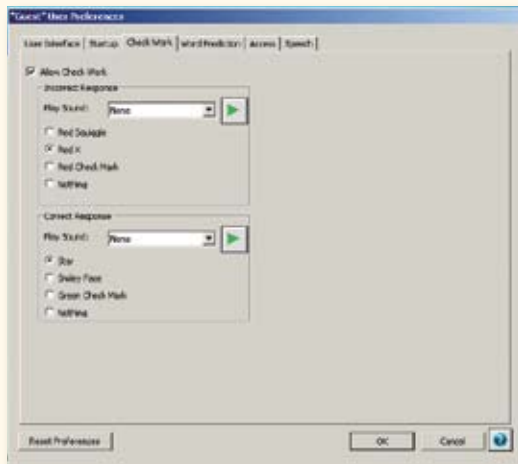 "Guest" User Preferences
User Interface Startup Check Work Word Prediction Access Speech
Allow Check Work
Incorrect Response
Play Sound: None
Red Squiggle
Red X
Red Check Mark
Nothing
Correct Response
Play Sound: None
Star
Smiley Face
Green Check Mark
Nothing
Reset Preferences OK Cancel ?